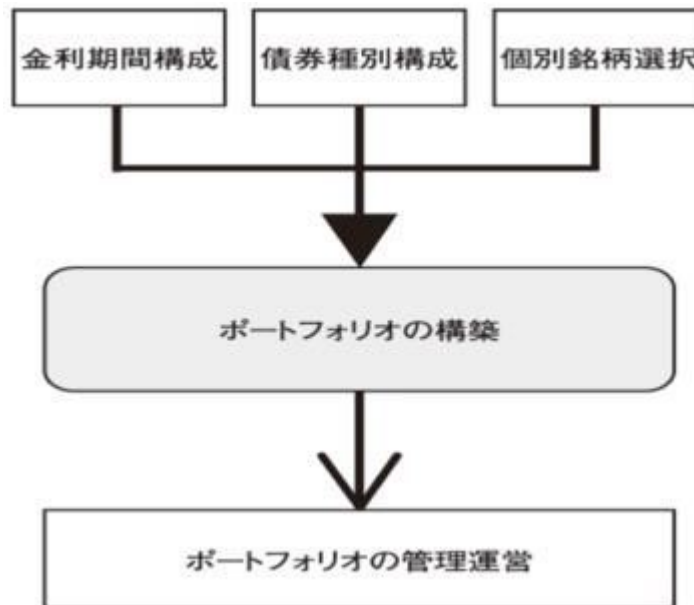 金利期間構成
債券種別構成
個別銘柄選択
ポートフォリオの構築
ポートフォリオの管理運営